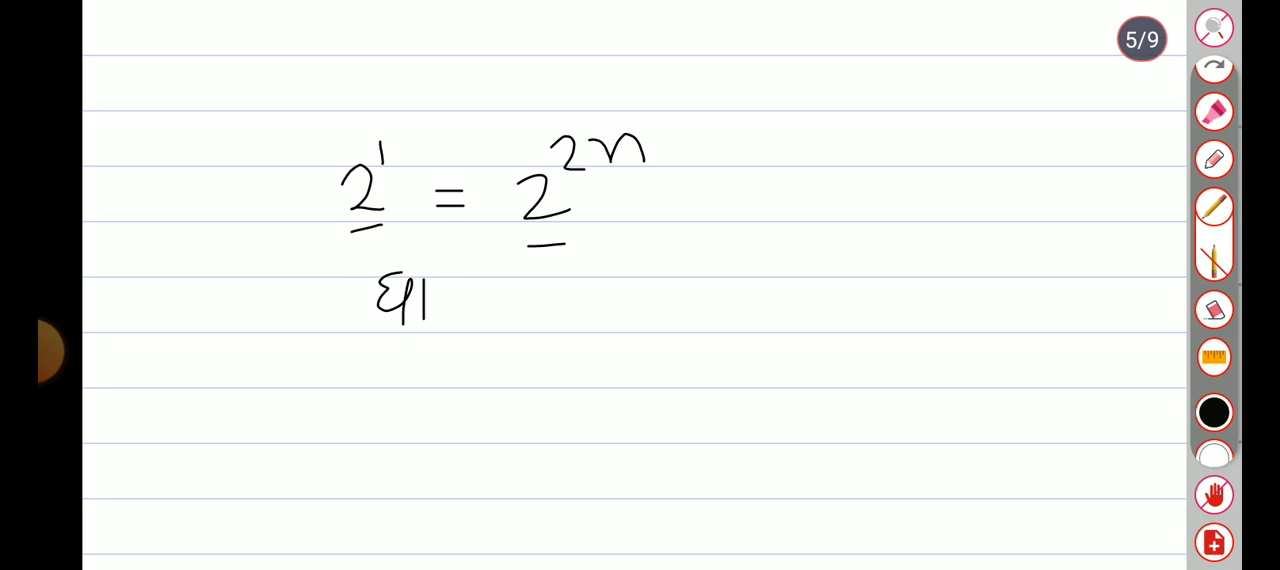 5/9
2¹ = 2²ⁿ
घा